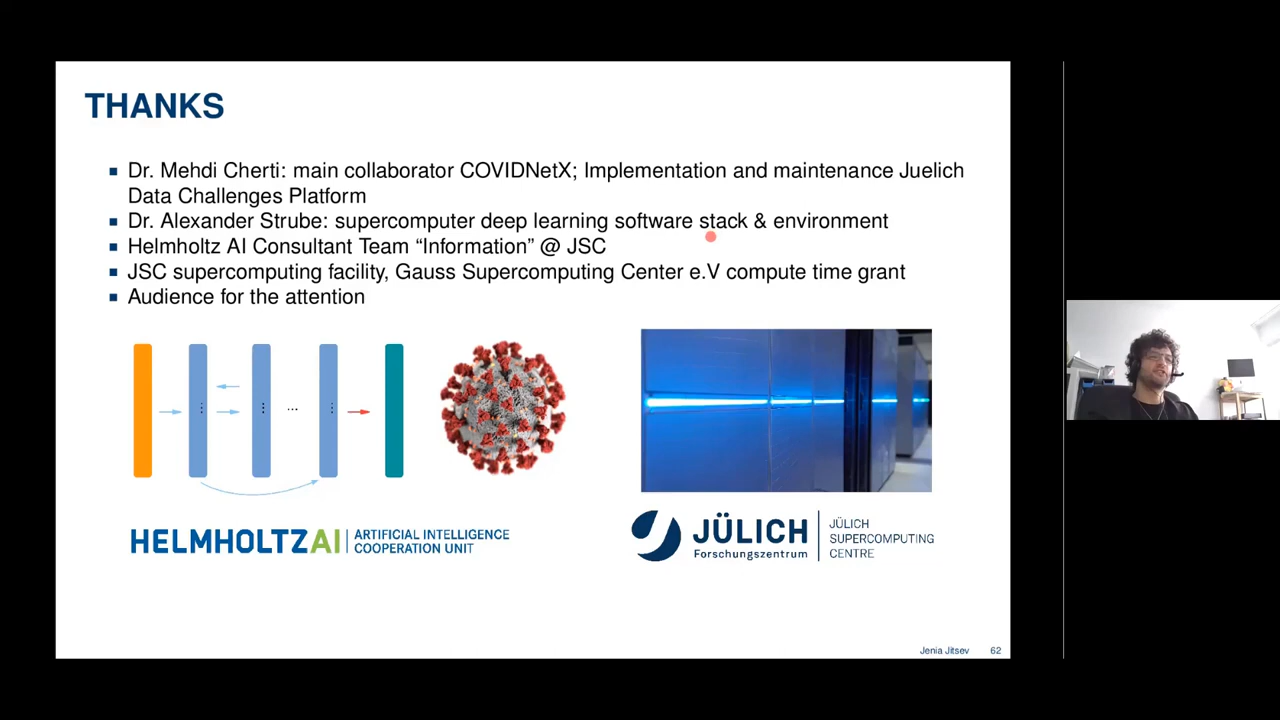 THANKS
Dr. Mehdi Cherti: main collaborator COVIDNetX; Implementation and maintenance Juelich
Data Challenges Platform
Dr. Alexander Strube: supercomputer deep learning software stack & environment
Helmholtz AI Consultant Team “Information” @ JSC
JSC supercomputing facility, Gauss Supercomputing Center e.V compute time grant
Audience for the attention
HELMHOLTZAI
ARTIFICIAL INTELLIGENCE
COOPERATION UNIT
JÜLICH
Forschungszentrum
JÜLICH
SUPERCOMPUTING
CENTRE
Jenia Jitsev 62